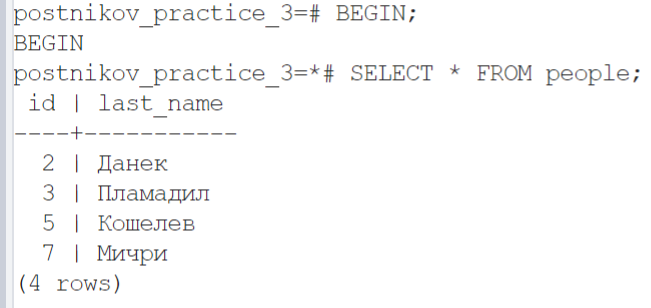 postnikov_practice_3=# BEGIN;
BEGIN
postnikov_practice_3=*# SELECT * FROM people;
 id | last_name
----+-----------
  2 | Данек
  3 | Пламадил
  5 | Кошелев
  7 | Мичри
(4 rows)